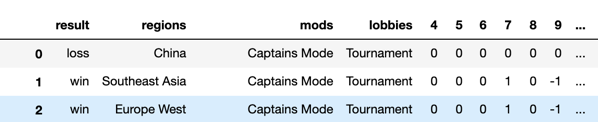 result regions mods lobbies 4 5 6 7 8 9 ...
0 loss China Captains Mode Tournament 0 0 0 0 0 0 ...
1 win Southeast Asia Captains Mode Tournament 0 0 0 1 0 -1 ...
2 win Europe West Captains Mode Tournament 0 0 0 1 0 -1 ...